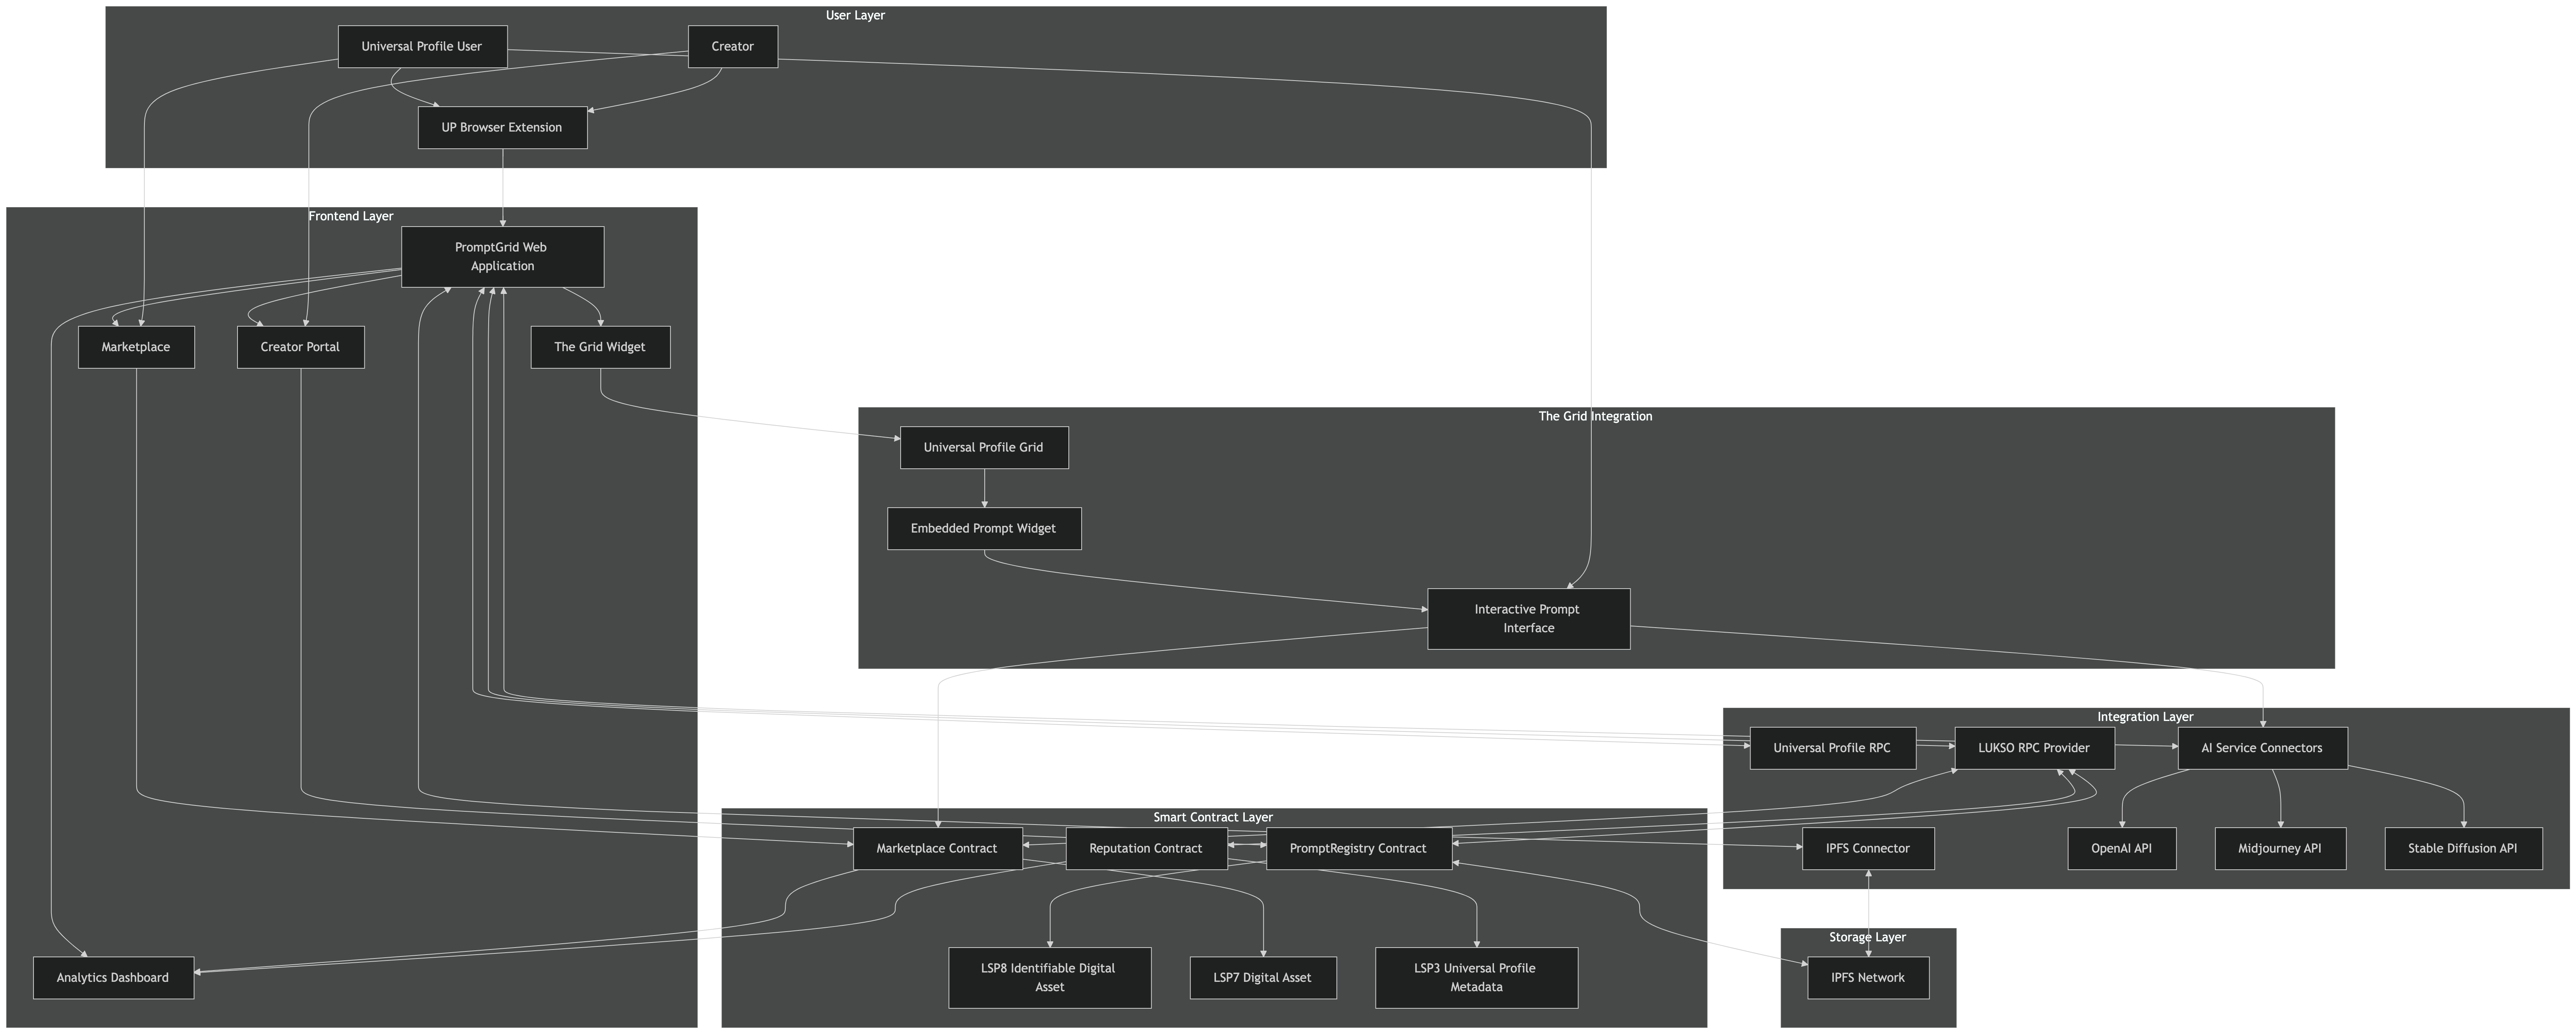 User Layer
Universal Profile User
Creator
UP Browser Extension
Frontend Layer
PromptGrid Web
Application
Marketplace
Creator Portal
The Grid Widget
The Grid Integration
Universal Profile Grid
Embedded Prompt Widget
Interactive Prompt
Interface
Integration Layer
Universal Profile RPC
LUKSO RPC Provider
AI Service Connectors
Smart Contract Layer
Marketplace Contract
Reputation Contract
PromptRegistry Contract
IPFS Connector
OpenAI API
Midjourney API
Stable Diffusion API
Storage Layer
Analytics Dashboard
LSP8 Identifiable Digital
Asset
LSP7 Digital Asset
LSP3 Universal Profile
Metadata
IPFS Network